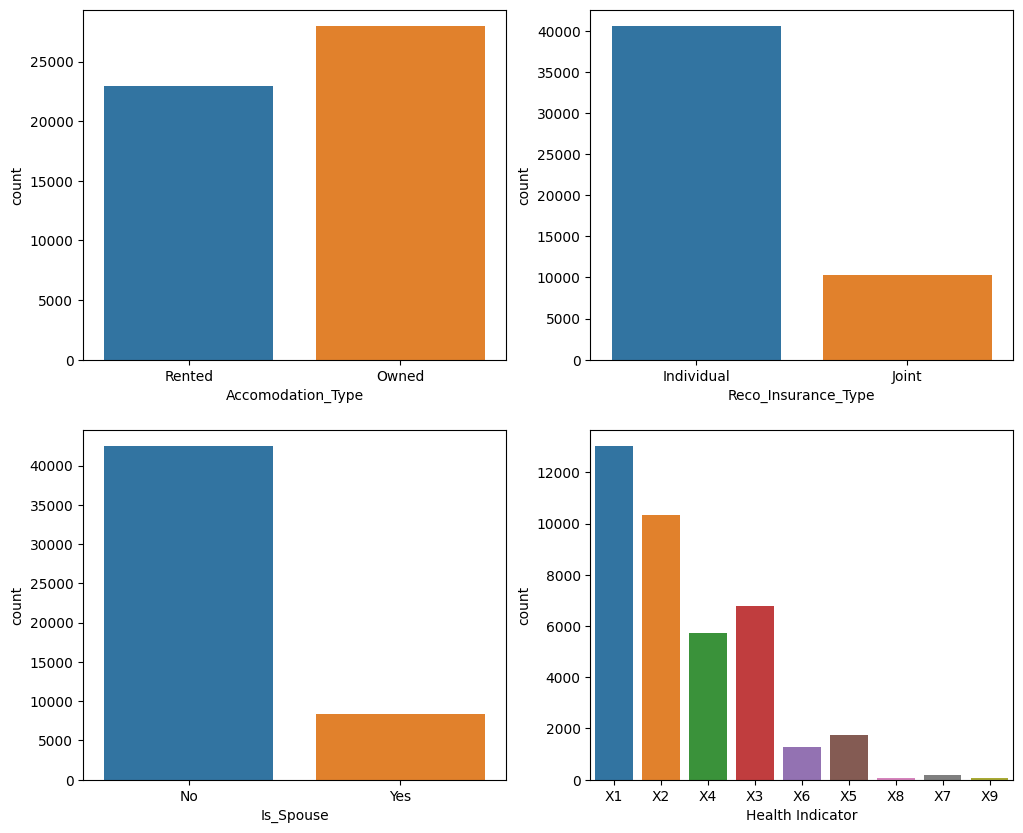 25000
20000
15000
10000
5000
0
count
Rented Owned
Accomodation_Type
40000
35000
30000
25000
20000
15000
10000
5000
0
count
Individual Joint
Reco_Insurance_Type
40000
35000
30000
25000
20000
15000
10000
5000
0
count
No Yes
Is_Spouse
12000
10000
8000
6000
4000
2000
0
count
X1 X2 X4 X3 X6 X5 X8 X7 X9
Health Indicator